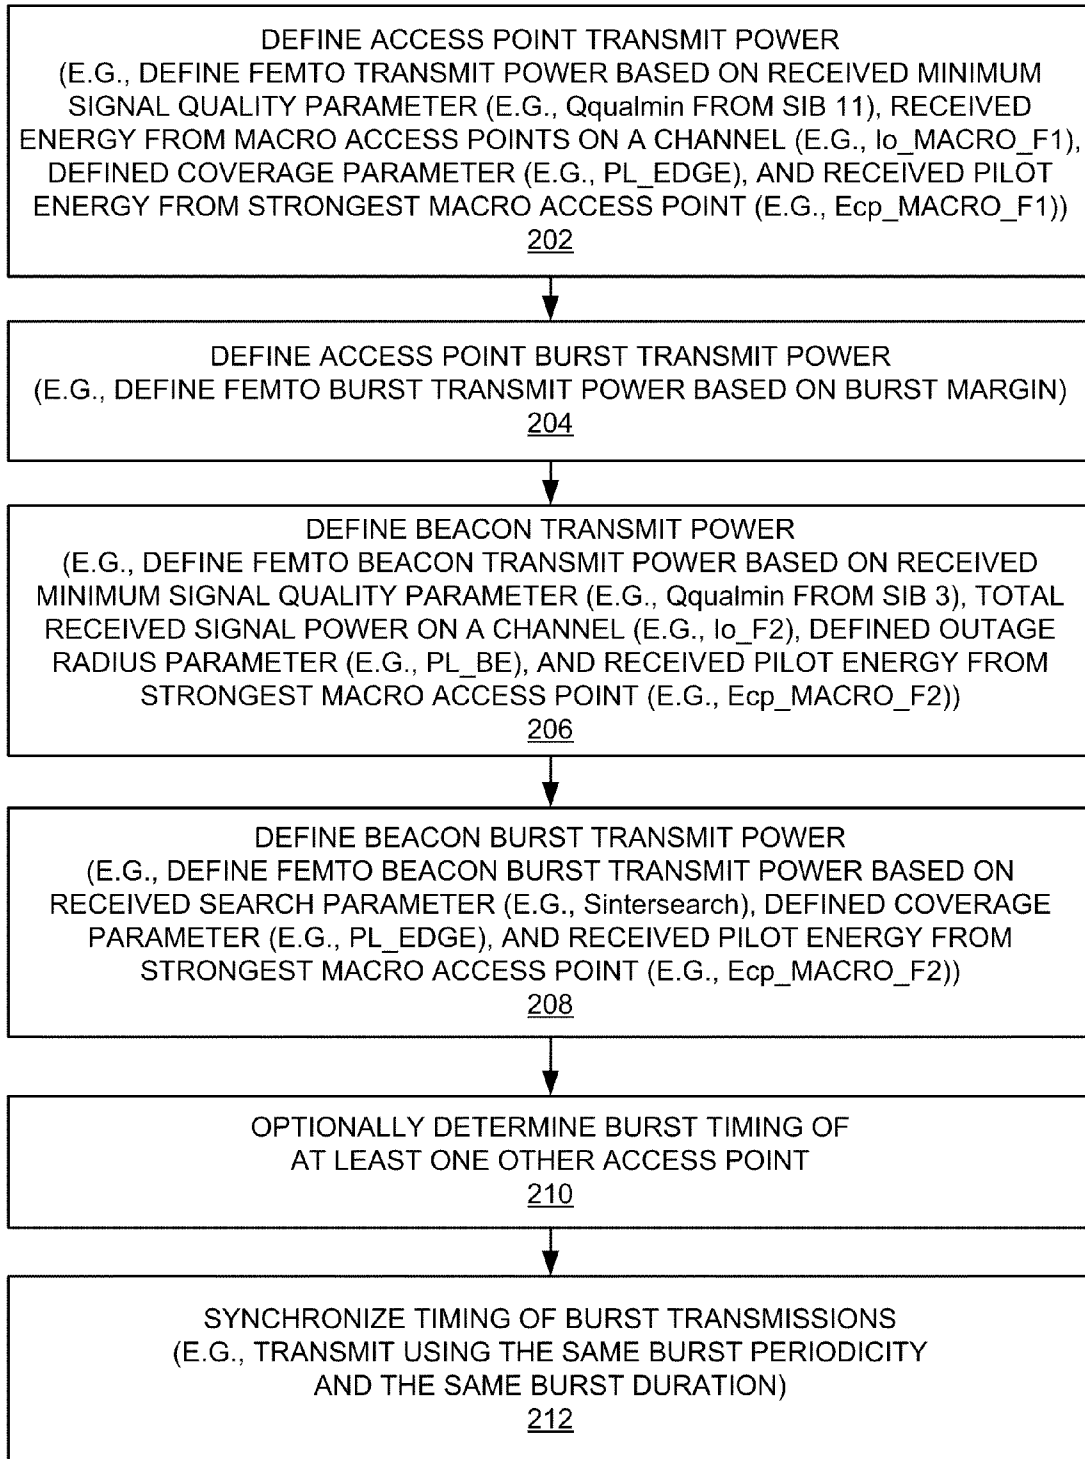 DEFINE ACCESS POINT TRANSMIT POWER
(E.G., DEFINE FEMTO TRANSMIT POWER BASED ON RECEIVED MINIMUM
SIGNAL QUALITY PARAMETER (E.G., Qqualmin FROM SIB 11), RECEIVED
ENERGY FROM MACRO ACCESS POINTS ON A CHANNEL (E.G., Io_MACRO_F1),
DEFINED COVERAGE PARAMETER (E.G., PL_EDGE), AND RECEIVED PILOT
ENERGY FROM STRONGEST MACRO ACCESS POINT (E.G., Ecp_MACRO_F1))
202
DEFINE ACCESS POINT BURST TRANSMIT POWER
(E.G., DEFINE FEMTO BURST TRANSMIT POWER BASED ON BURST MARGIN)
204
DEFINE BEACON TRANSMIT POWER
(E.G., DEFINE FEMTO BEACON TRANSMIT POWER BASED ON RECEIVED
MINIMUM SIGNAL QUALITY PARAMETER (E.G., Qqualmin FROM SIB 3), TOTAL
RECEIVED SIGNAL POWER ON A CHANNEL (E.G., Io_F2), DEFINED OUTAGE
RADIUS PARAMETER (E.G., PL_BE), AND RECEIVED PILOT ENERGY FROM
STRONGEST MACRO ACCESS POINT (E.G., Ecp_MACRO_F2))
206
DEFINE BEACON BURST TRANSMIT POWER
(E.G., DEFINE FEMTO BEACON BURST TRANSMIT POWER BASED ON
RECEIVED SEARCH PARAMETER (E.G., Sintersearch), DEFINED COVERAGE
PARAMETER (E.G., PL_EDGE), AND RECEIVED PILOT ENERGY FROM
STRONGEST MACRO ACCESS POINT (E.G., Ecp_MACRO_F2))
208
OPTIONALLY DETERMINE BURST TIMING OF
AT LEAST ONE OTHER ACCESS POINT
210
SYNCHRONIZE TIMING OF BURST TRANSMISSIONS
(E.G., TRANSMIT USING THE SAME BURST PERIODICITY
AND THE SAME BURST DURATION)
212